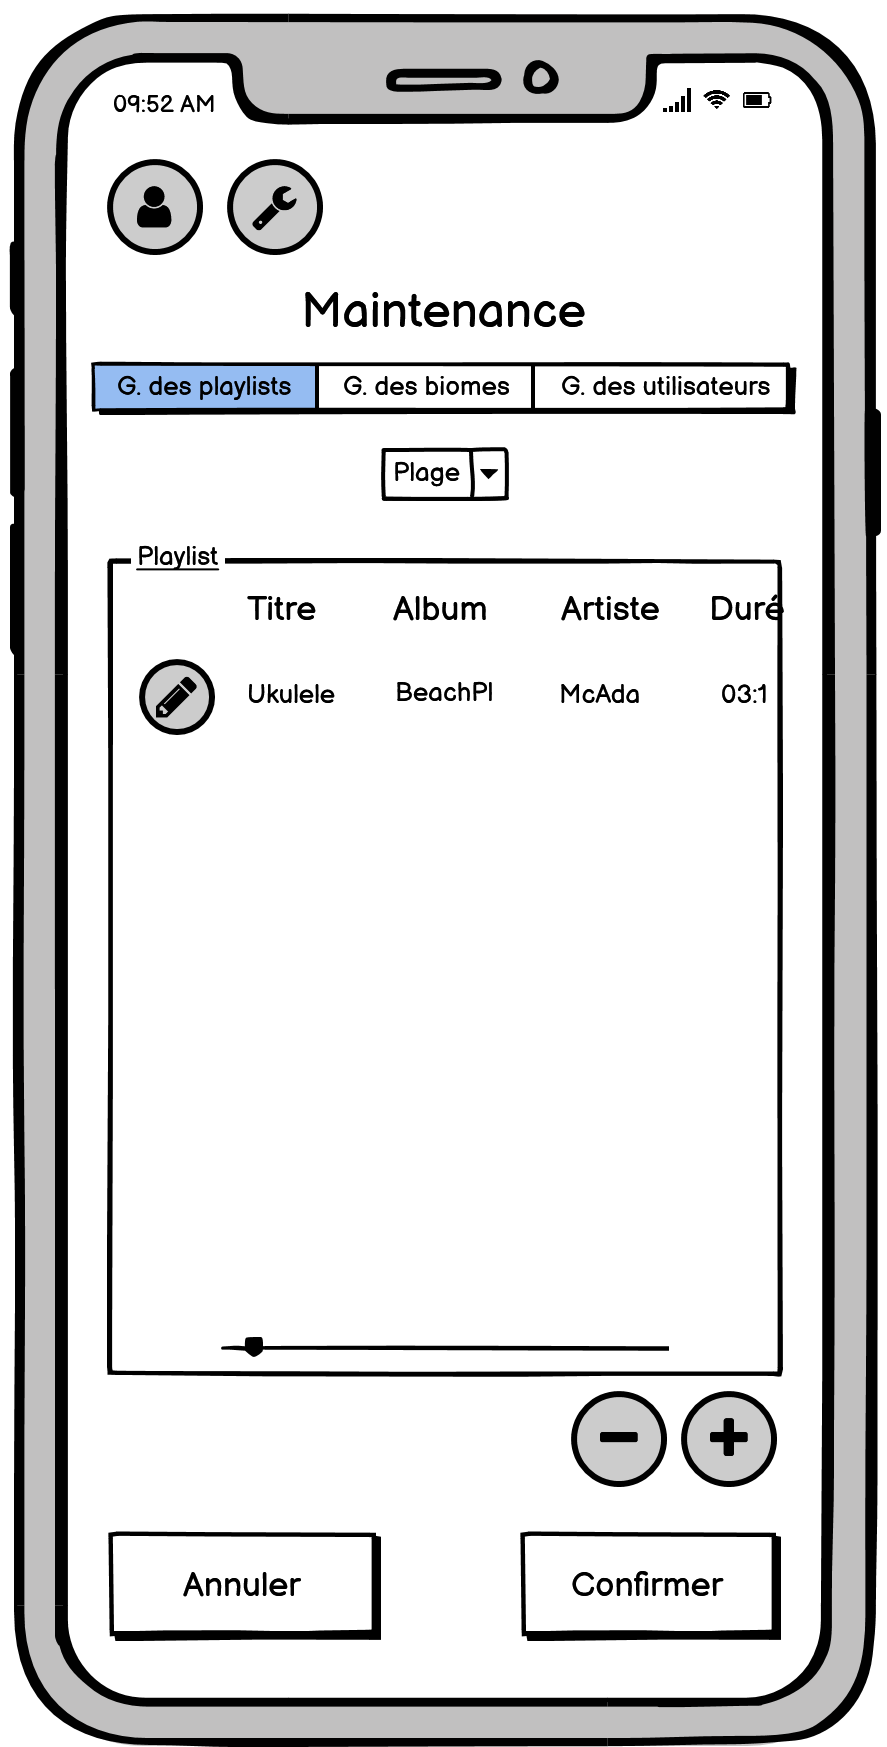 09:52 AM
Maintenance
G. des playlists G. des biomes G. des utilisateurs
Plage
Playlist
Titre Album Artiste Duré
Ukulele BeachPl McAda 03:1
Annuler Confirmer